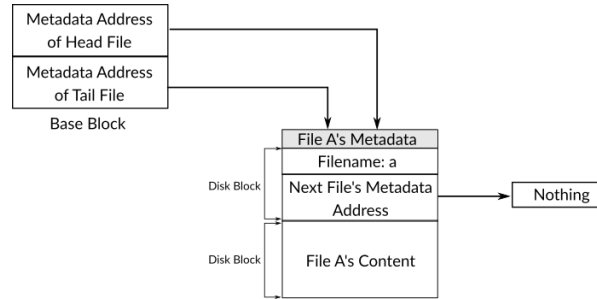 Metadata Address
of Head File
Metadata Address
of Tail File
Base Block
File A's Metadata
Filename: a
Disk Block
Next File's Metadata
Address
Nothing
Disk Block
File A's Content